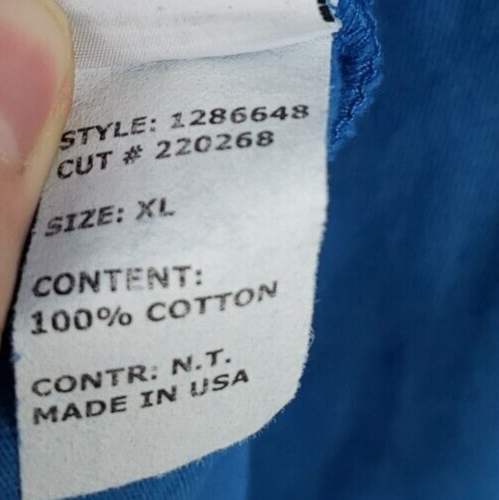 STYLE: 1286648
CUT # 220268
SIZE: XL
CONTENT:
100% COTTON
CONTR: N.T.
MADE IN USA